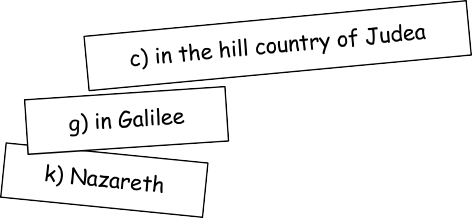 c) in the hill country of Judea
g) in Galilee
k) Nazareth